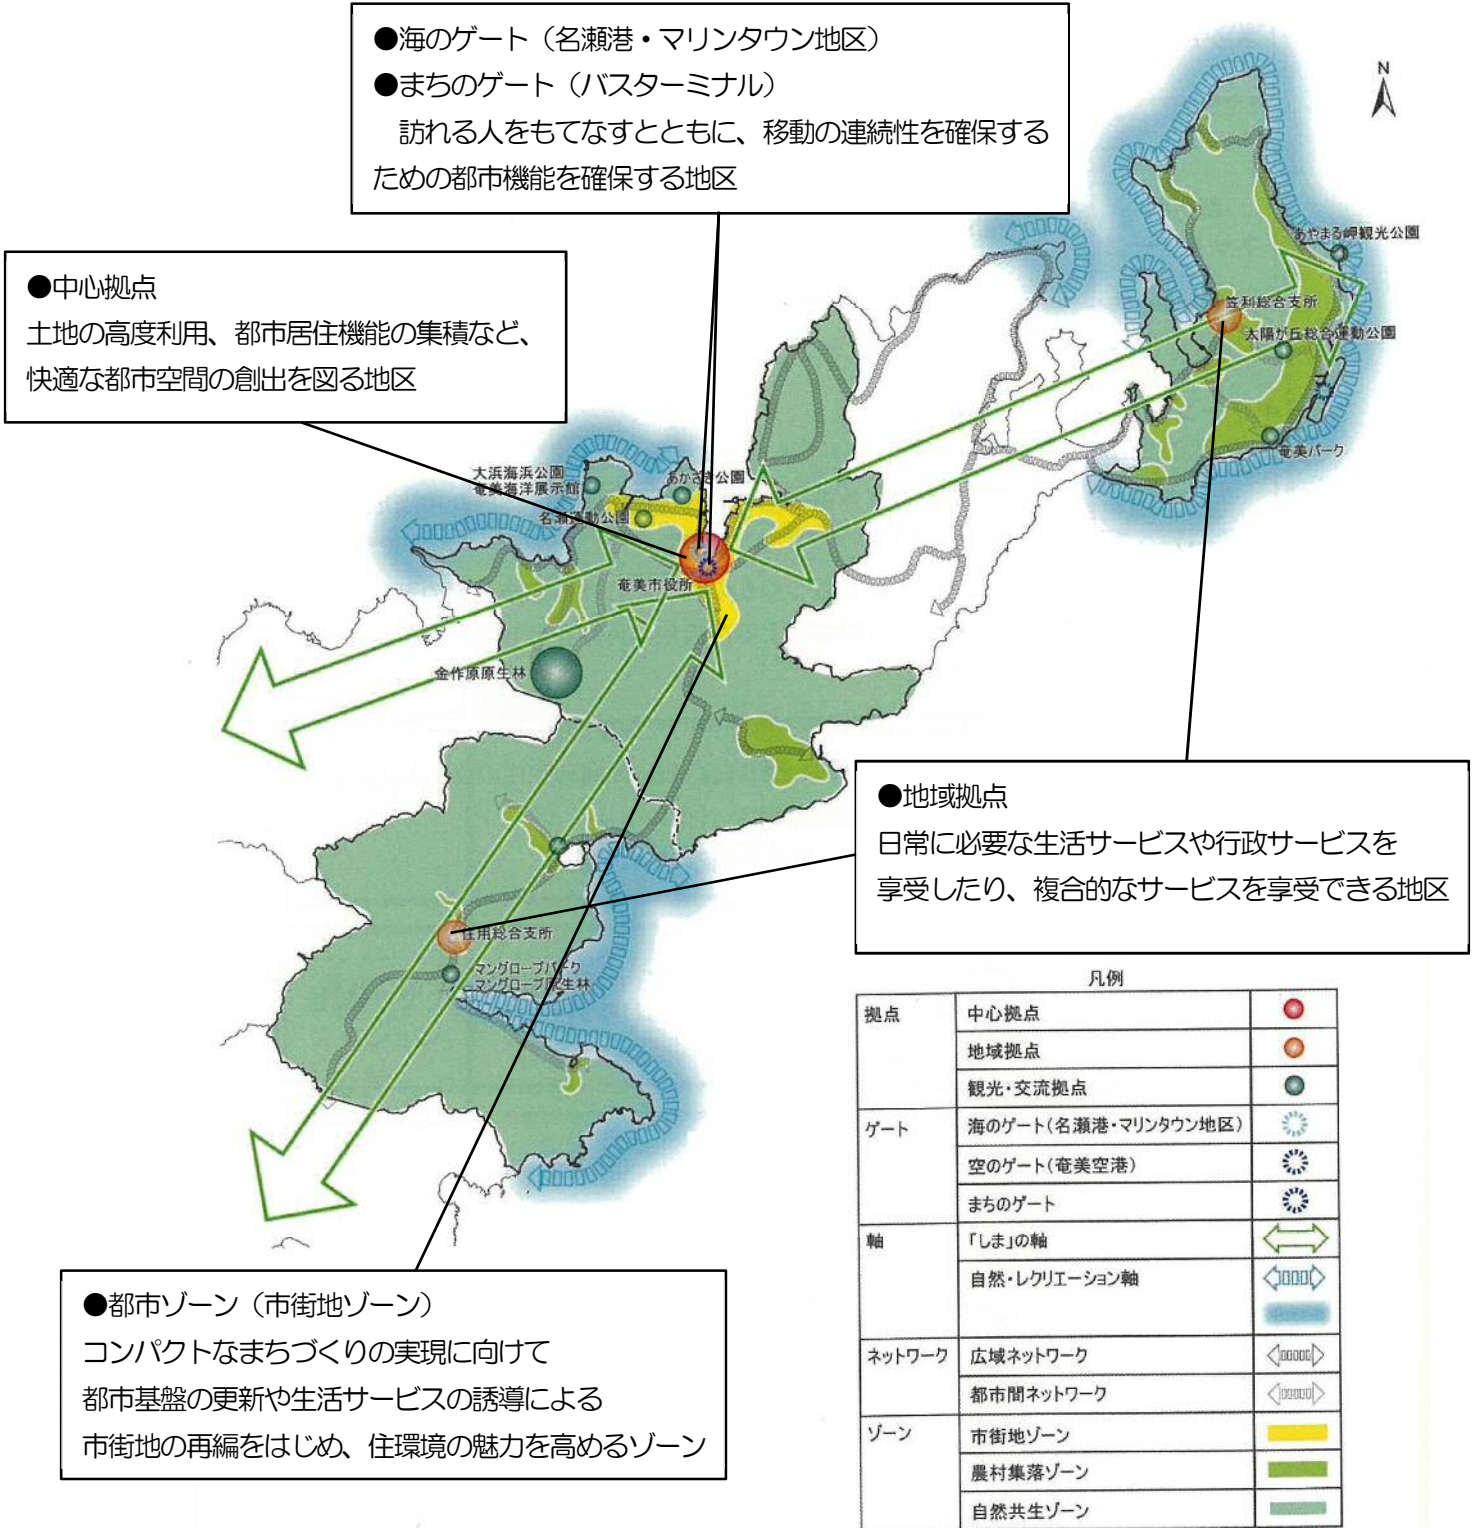 ●海のゲート（名瀬港・マリンタウン地区）
●まちのゲート（バスターミナル）
訪れる人をもてなすとともに、移動の連続性を確保する
ための都市機能を確保する地区
N
●中心拠点
土地の高度利用、都市居住機能の集積など、
快適な都市空間の創出を図る地区
あやまる岬観光公園
笠利総合支所
太陽が丘総合運動公園
奄美パーク
大浜海浜公園
奄美海洋展示館
あかさき公園
名瀬運動公園
奄美市役所
金作原原生林
●地域拠点
日常に必要な生活サービスや行政サービスを
享受したり、複合的なサービスを享受できる地区
住用総合支所
マングローブパーク
マングローブ原生林
●都市ゾーン（市街地ゾーン）
コンパクトなまちづくりの実現に向けて
都市基盤の更新や生活サービスの誘導による
市街地の再編をはじめ、住環境の魅力を高めるゾーン
凡例
拠点
中心拠点
地域拠点
観光・交流拠点
ゲート
海のゲート(名瀬港・マリンタウン地区)
空のゲート(奄美空港)
まちのゲート
軸
「しま」の軸
自然・レクリエーション軸
ネットワーク
広域ネットワーク
都市間ネットワーク
ゾーン
市街地ゾーン
農村集落ゾーン
自然共生ゾーン